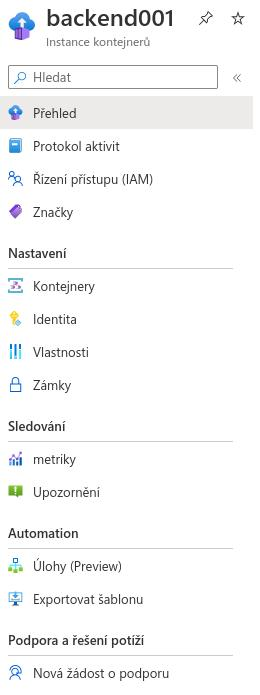 backend001
Instance kontejnerů
Hledat
Přehled
Protokol aktivit
Řízení přístupu (IAM)
Značky
Nastavení
Kontejnery
Identita
Vlastnosti
Zámky
Sledování
metriky
Upozornění
Automation
Úlohy (Preview)
Exportovat šablonu
Podpora a řešení potíží
Nová žádost o podporu